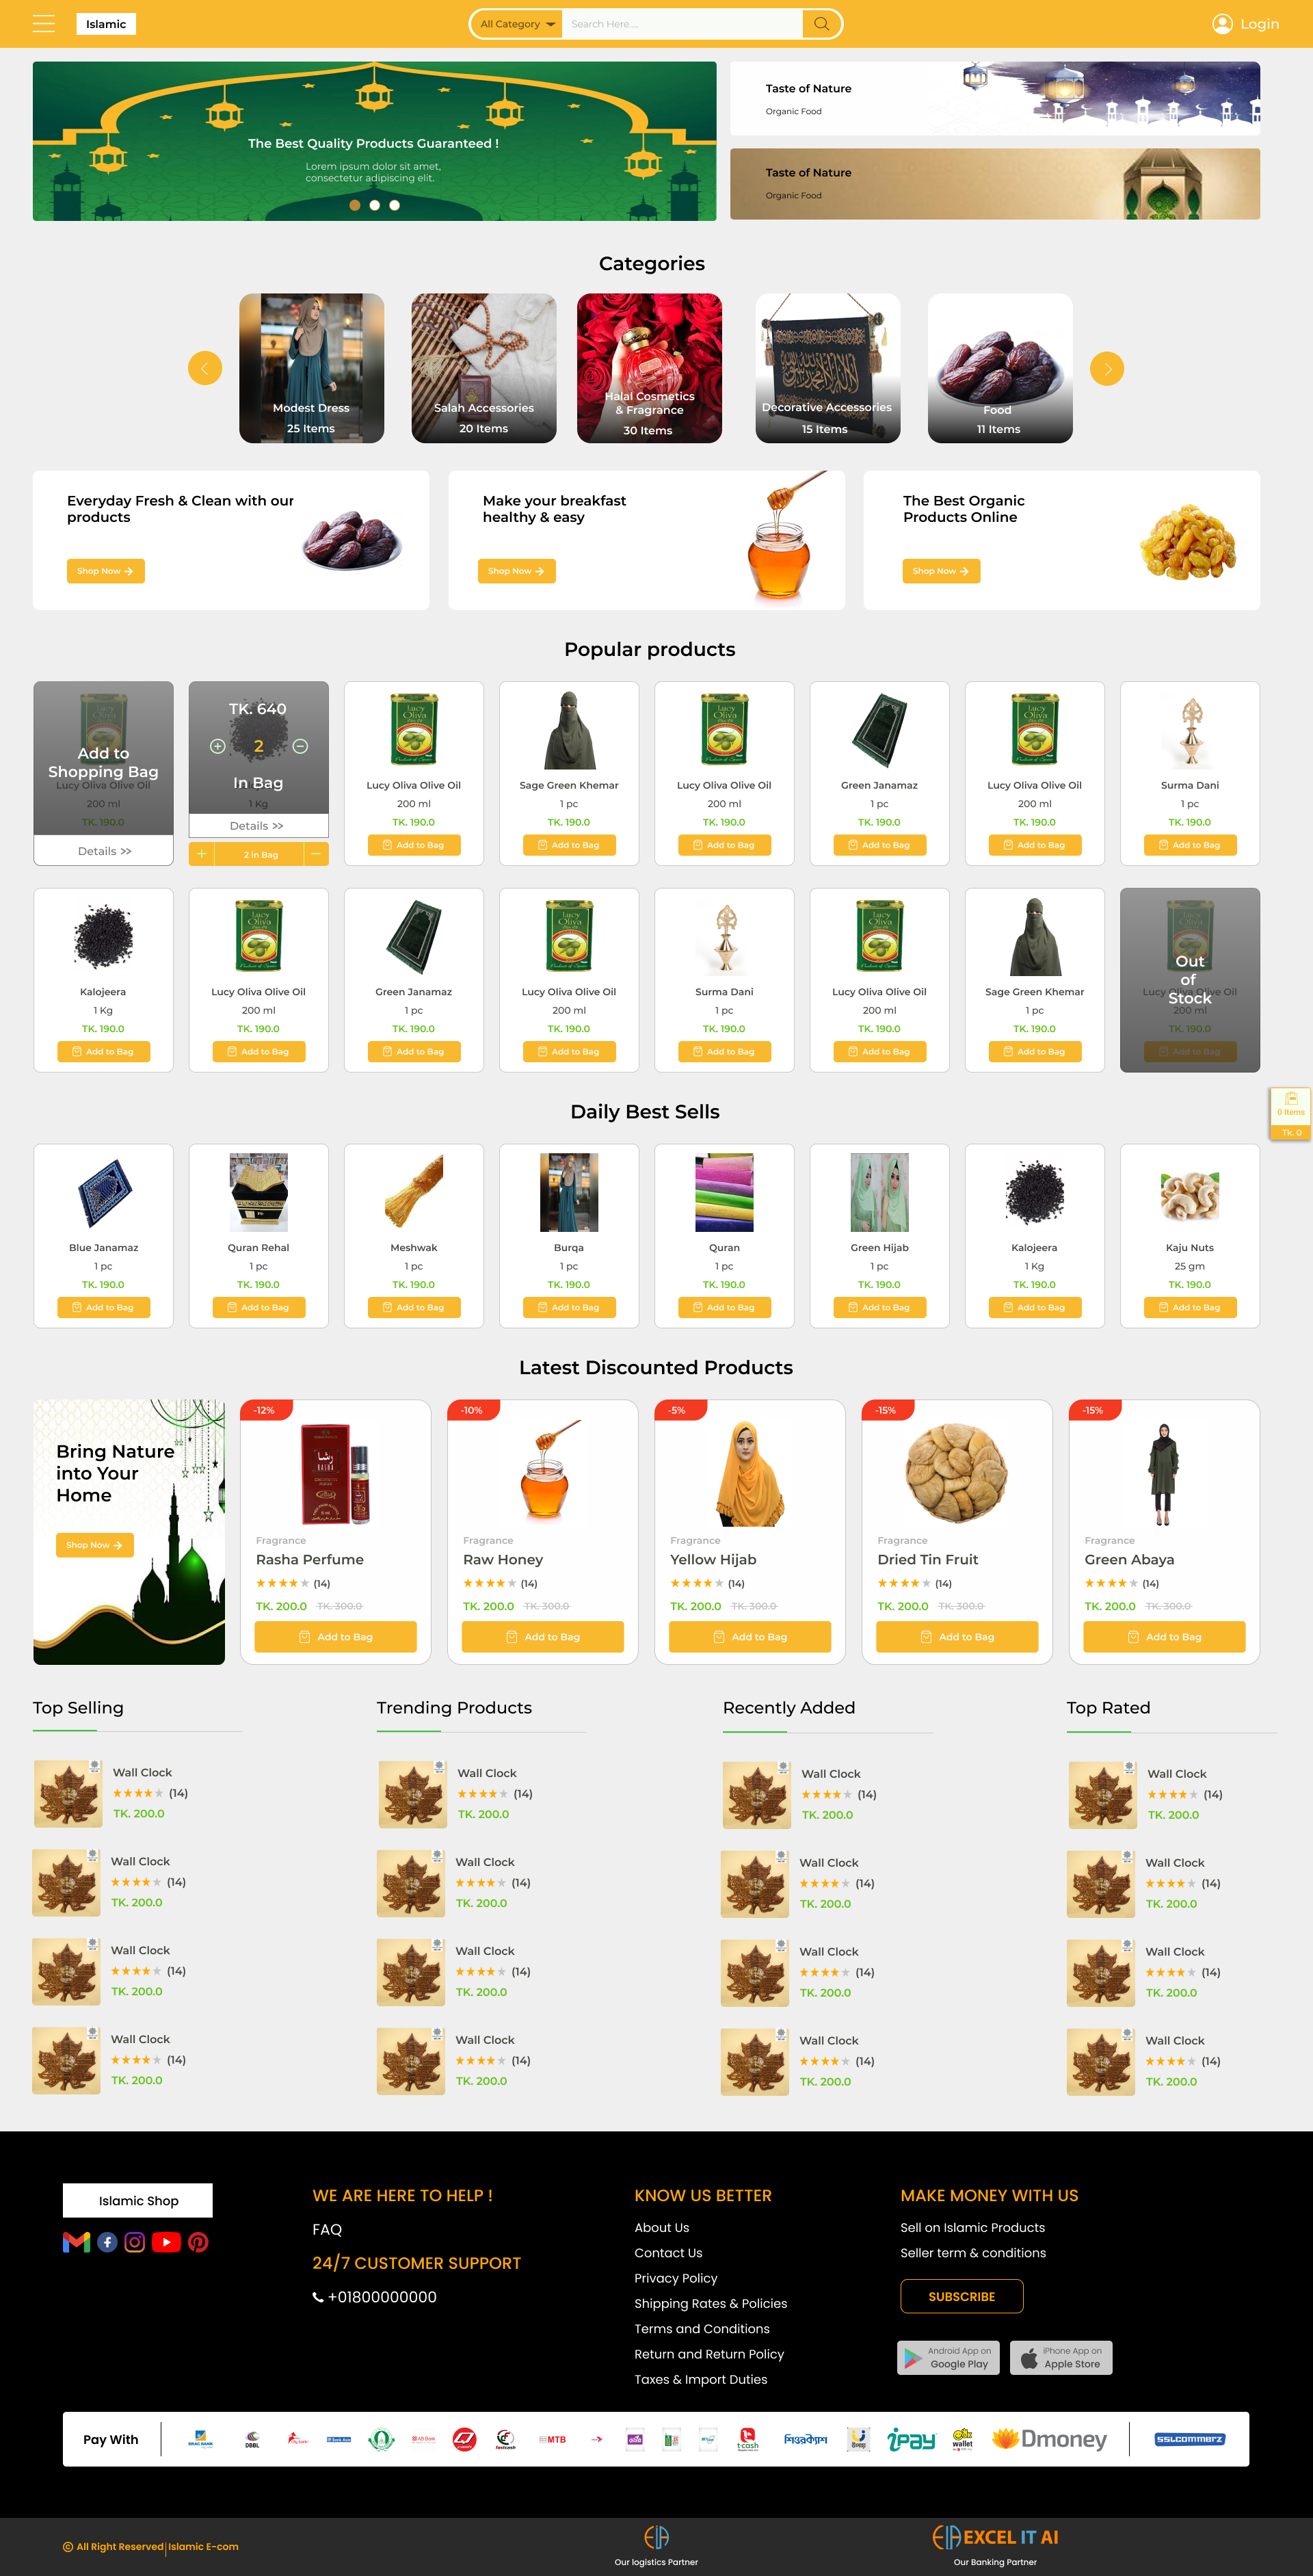 Islamic
All Category
Search Here....
Login
The Best Quality Products Guaranteed !
Lorem ipsum dolor sit amet,
consectetur adipiscing elit.
Taste of Nature
Organic Food
Taste of Nature
Organic Food
Categories
Modest Dress
25 Items
Salah Accessories
20 Items
Halal Cosmetics
& Fragrance
30 Items
Decorative Accessories
15 Items
Food
11 Items
Everyday Fresh & Clean with our
products
Shop Now
Make your breakfast
healthy & easy
Shop Now
The Best Organic
Products Online
Shop Now
Popular products
Add to
Shopping Bag
Lucy Oliva Olive Oil
200 ml
TK. 190.0
Details >>
TK. 640
2
In Bag
1 Kg
Details >>
2 in Bag
Lucy Oliva Olive Oil
200 ml
TK. 190.0
Add to Bag
Sage Green Khemar
1 pc
TK. 190.0
Add to Bag
Lucy Oliva Olive Oil
200 ml
TK. 190.0
Add to Bag
Green Janamaz
1 pc
TK. 190.0
Add to Bag
Lucy Oliva Olive Oil
200 ml
TK. 190.0
Add to Bag
Surma Dani
1 pc
TK. 190.0
Add to Bag
Kalojeera
1 Kg
TK. 190.0
Add to Bag
Lucy Oliva Olive Oil
200 ml
TK. 190.0
Add to Bag
Green Janamaz
1 pc
TK. 190.0
Add to Bag
Lucy Oliva Olive Oil
200 ml
TK. 190.0
Add to Bag
Surma Dani
1 pc
TK. 190.0
Add to Bag
Lucy Oliva Olive Oil
200 ml
TK. 190.0
Add to Bag
Sage Green Khemar
1 pc
TK. 190.0
Add to Bag
Out
of
Stock
Lucy Oliva Olive Oil
200 ml
TK. 190.0
Add to Bag
0 Items
Tk. 0
Daily Best Sells
Blue Janamaz
1 pc
TK. 190.0
Add to Bag
Quran Rehal
1 pc
TK. 190.0
Add to Bag
Meshwak
1 pc
TK. 190.0
Add to Bag
Burqa
1 pc
TK. 190.0
Add to Bag
Quran
1 pc
TK. 190.0
Add to Bag
Green Hijab
1 pc
TK. 190.0
Add to Bag
Kalojeera
1 Kg
TK. 190.0
Add to Bag
Kaju Nuts
25 gm
TK. 190.0
Add to Bag
Latest Discounted Products
Bring Nature
into Your
Home
Shop Now
-12%
Fragrance
Rasha Perfume
(14)
TK. 200.0 TK. 300.0
Add to Bag
-10%
Fragrance
Raw Honey
(14)
TK. 200.0 TK. 300.0
Add to Bag
-5%
Fragrance
Yellow Hijab
(14)
TK. 200.0 TK. 300.0
Add to Bag
-15%
Fragrance
Dried Tin Fruit
(14)
TK. 200.0 TK. 300.0
Add to Bag
-15%
Fragrance
Green Abaya
(14)
TK. 200.0 TK. 300.0
Add to Bag
Top Selling
Wall Clock
(14)
TK. 200.0
Wall Clock
(14)
TK. 200.0
Wall Clock
(14)
TK. 200.0
Wall Clock
(14)
TK. 200.0
Trending Products
Wall Clock
(14)
TK. 200.0
Wall Clock
(14)
TK. 200.0
Wall Clock
(14)
TK. 200.0
Wall Clock
(14)
TK. 200.0
Recently Added
Wall Clock
(14)
TK. 200.0
Wall Clock
(14)
TK. 200.0
Wall Clock
(14)
TK. 200.0
Wall Clock
(14)
TK. 200.0
Top Rated
Wall Clock
(14)
TK. 200.0
Wall Clock
(14)
TK. 200.0
Wall Clock
(14)
TK. 200.0
Wall Clock
(14)
TK. 200.0
Islamic Shop
WE ARE HERE TO HELP !
FAQ
24/7 CUSTOMER SUPPORT
+01800000000
KNOW US BETTER
About Us
Contact Us
Privacy Policy
Shipping Rates & Policies
Terms and Conditions
Return and Return Policy
Taxes & Import Duties
MAKE MONEY WITH US
Sell on Islamic Products
Seller term & conditions
SUBSCRIBE
Android App on
Google Play
iPhone App on
Apple Store
Pay With
BRAC BANK
DBBL
AB Bank
fastcash
MTB
t-cash
শিওরক্যাশ
ipay
wallet
Dmoney
SSLCOMMERZ
© All Right Reserved | Islamic E-com
Our logistics Partner
EXCEL IT AI
Our Banking Partner